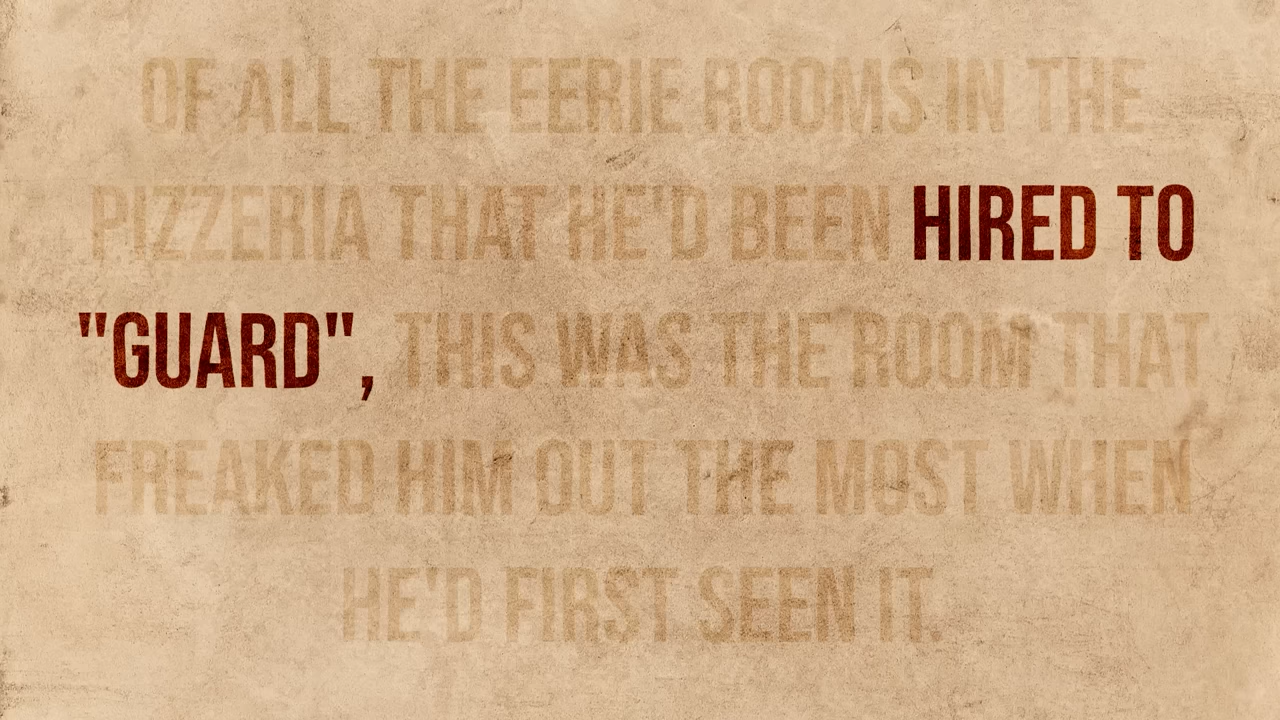 OF ALL THE EERIE ROOMS IN THE
PIZZERIA THAT HE'D BEEN HIRED TO
"GUARD", THIS WAS THE ROOM THAT
FREAKED HIM OUT THE MOST WHEN
HE'D FIRST SEEN IT.